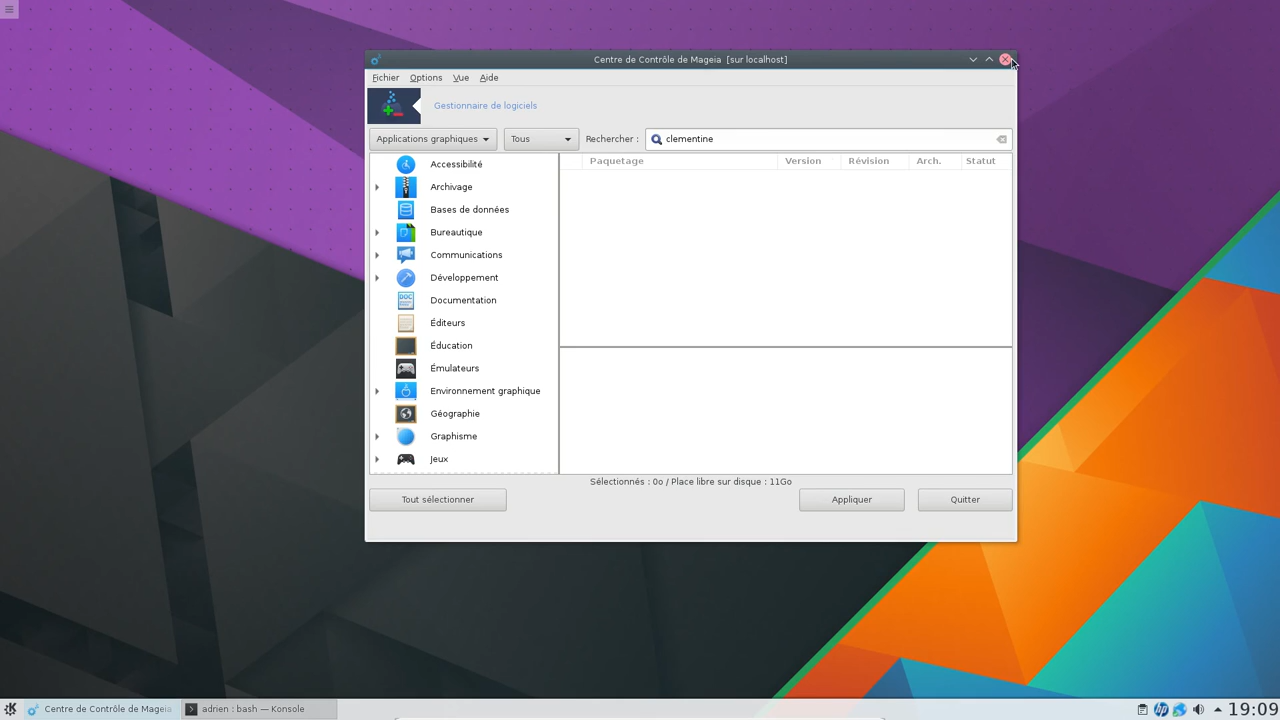 Centre de Contrôle de Mageia [sur localhost]
Fichier Options Vue Aide
Gestionnaire de logiciels
Applications graphiques Tous Rechercher : clementine
Paquetage Version Révision Arch. Statut
Accessibilité
Archivage
Bases de données
Bureautique
Communications
Développement
DOC Documentation
Éditeurs
Éducation
Émulateurs
Environnement graphique
Géographie
Graphisme
Jeux
Sélectionnés : 0o / Place libre sur disque : 11Go
Tout sélectionner Appliquer Quitter
Centre de Contrôle de Mageia adrien : bash — Konsole hp 19:09